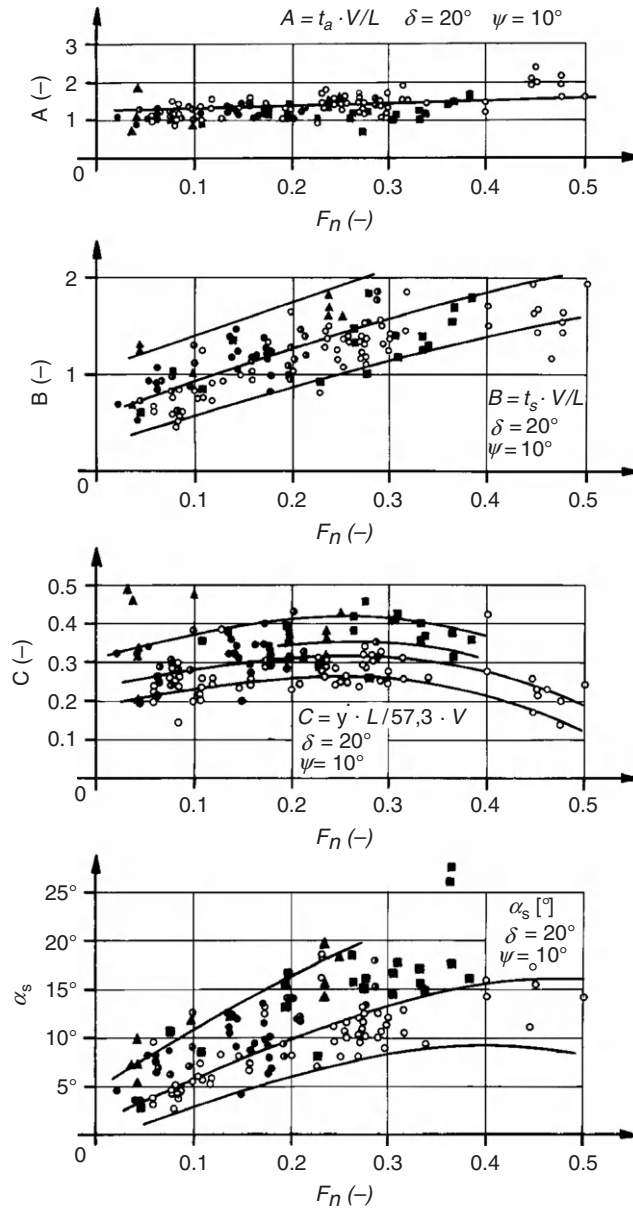 A = t_a · V/L δ = 20° ψ = 10°
3
2
1
0
A (–)
0.1 0.2 0.3 0.4 0.5
F_n (–)
2
1
0
B (–)
B = t_s · V/L
δ = 20°
ψ = 10°
0.1 0.2 0.3 0.4 0.5
F_n (–)
0.5
0.4
0.3
0.2
0.1
0
C (–)
C = ẏ · L / 57,3 · V
δ = 20°
ψ = 10°
0.1 0.2 0.3 0.4 0.5
F_n (–)
25°
20°
15°
10°
5°
0
α_s
α_s [°]
δ = 20°
ψ = 10°
0.1 0.2 0.3 0.4 0.5
F_n (–)